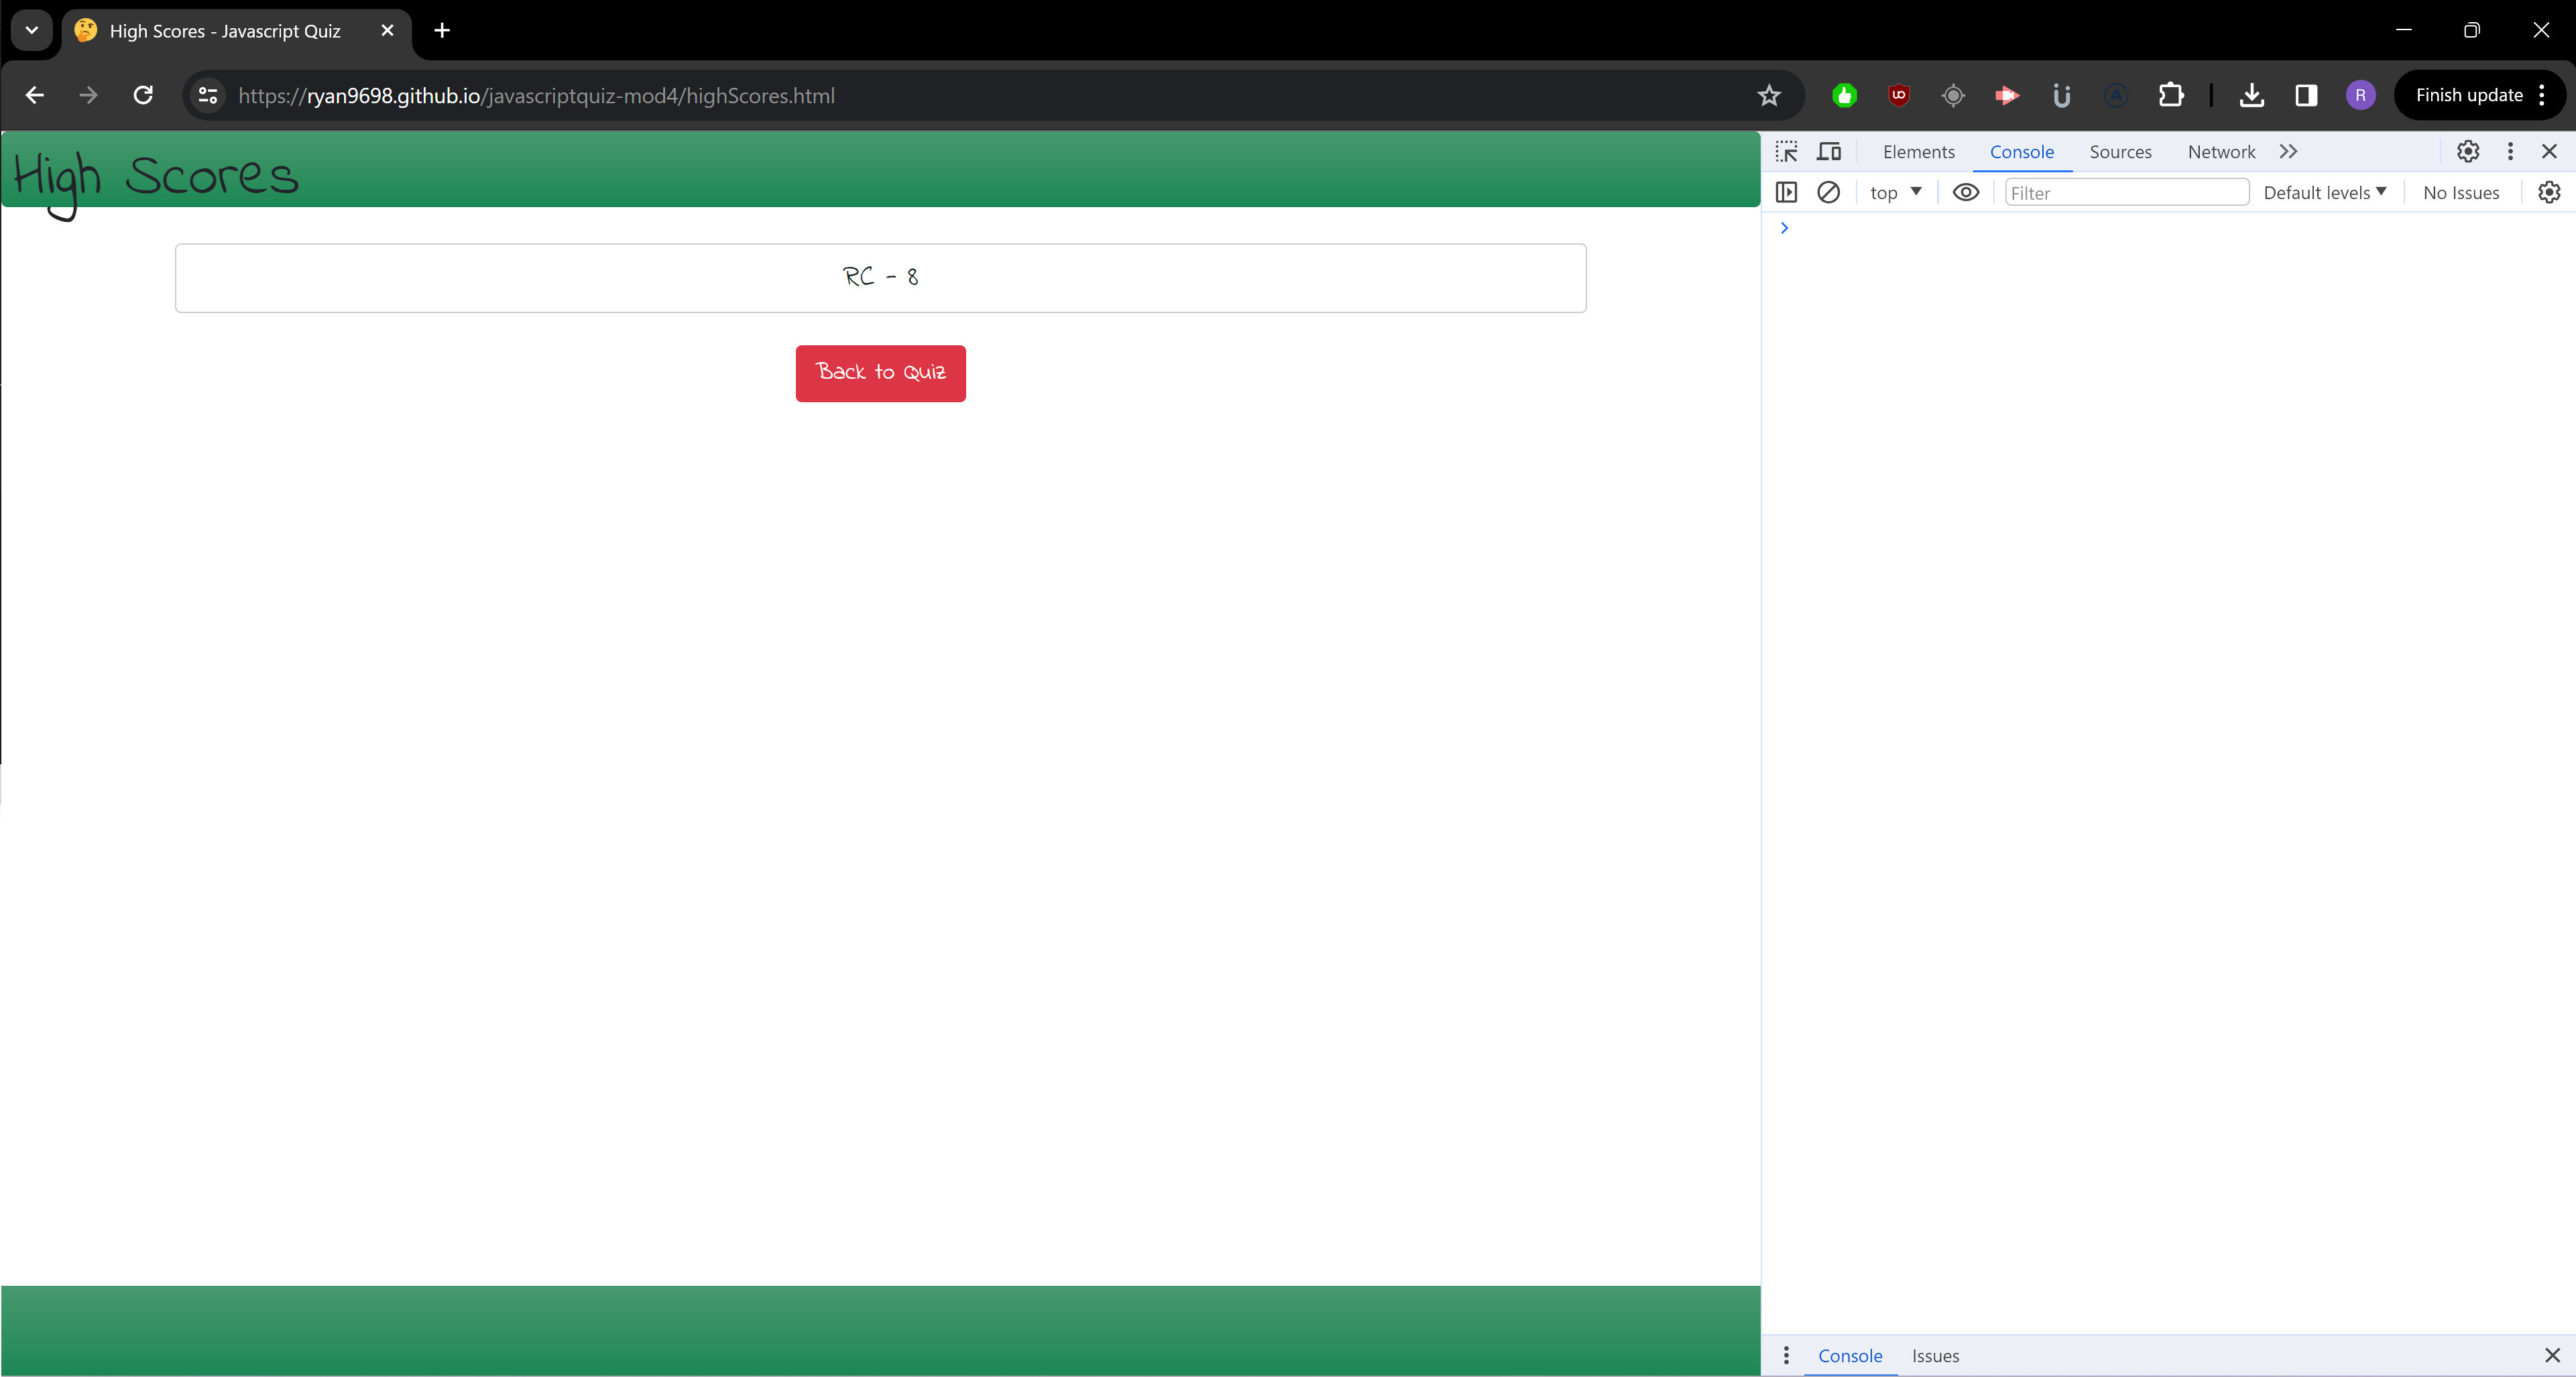 High Scores - Javascript Quiz
https://ryan9698.github.io/javascriptquiz-mod4/highScores.html
R
Finish update
High Scores
RC - 8
Back to Quiz
Elements Console Sources Network
top Filter Default levels No Issues
Console Issues